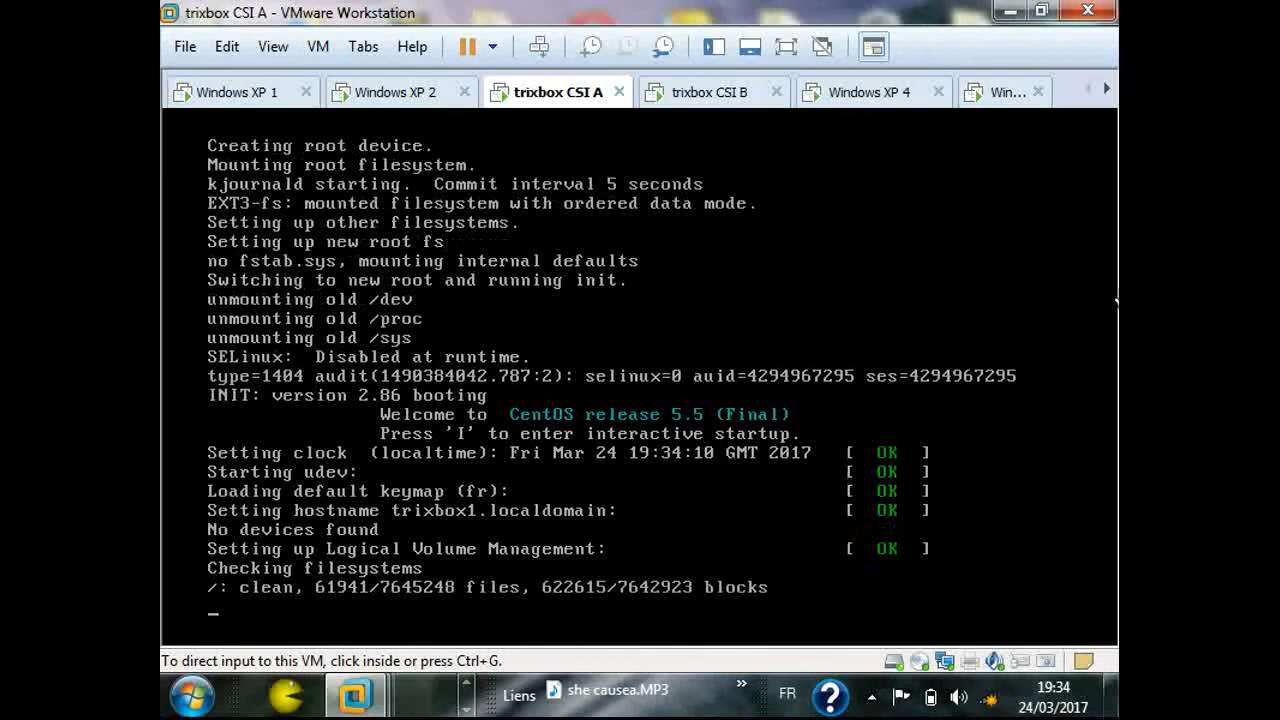 trixbox CSI A - VMware Workstation
File Edit View VM Tabs Help
Windows XP 1 Windows XP 2 trixbox CSI A trixbox CSI B Windows XP 4 Win...
Creating root device.
Mounting root filesystem.
kjournald starting.  Commit interval 5 seconds
EXT3-fs: mounted filesystem with ordered data mode.
Setting up other filesystems.
Setting up new root fs
no fstab.sys, mounting internal defaults
Switching to new root and running init.
unmounting old /dev
unmounting old /proc
unmounting old /sys
SELinux:  Disabled at runtime.
type=1404 audit(1490384042.787:2): selinux=0 auid=4294967295 ses=4294967295
INIT: version 2.86 booting
Welcome to  CentOS release 5.5 (Final)
Press 'I' to enter interactive startup.
Setting clock  (localtime): Fri Mar 24 19:34:10 GMT 2017   [  OK  ]
Starting udev:   [  OK  ]
Loading default keymap (fr):   [  OK  ]
Setting hostname trixbox1.localdomain:   [  OK  ]
No devices found
Setting up Logical Volume Management:   [  OK  ]
Checking filesystems
/: clean, 61941/7645248 files, 622615/7642923 blocks
To direct input to this VM, click inside or press Ctrl+G.
Liens she causea.MP3 » FR 19:34
24/03/2017